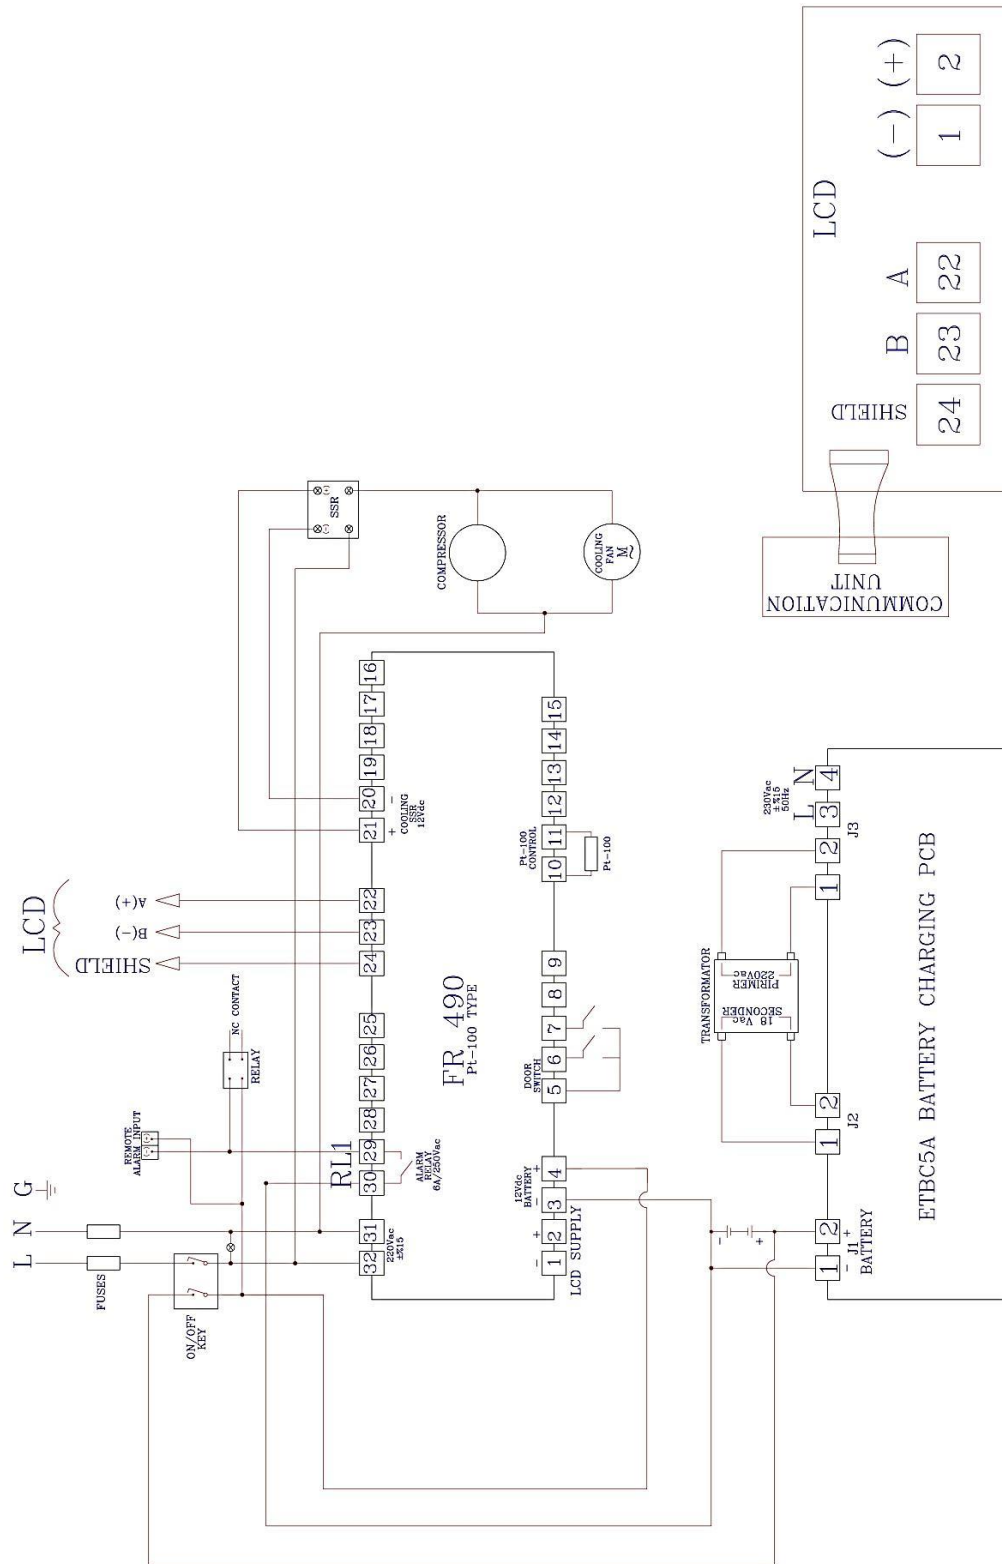 L N G
FUSES
ON/OFF
KEY
REMOTE
ALARM INPUT
(-) (+)
RELAY
NC CONTACT
LCD
SHIELD
B(-)
A(+)
SSR
(-) (+)
COMPRESSOR
COOLING
FAN
M
~
32 31 30 29 28 27 26 25 24 23 22 21 20 19 18 17 16
220Vac
±%15
RL1
ALARM
RELAY
6A/250Vac
+ -
COOLING
SSR
12Vdc
FR 490
Pt-100 TYPE
LCD SUPPLY
- +
12Vdc
BATTERY
- +
DOOR
SWITCH
Pt-100
CONTROL
1 2 3 4 5 6 7 8 9 10 11 12 13 14 15
Pt-100
- +
TRANSFORMATOR
SECONDER
18 Vac
PIRIMER
220Vac
230Vac
±%15
50Hz
L N
1 2 1 2 1 2 3 4
- +
J1
BATTERY
J2
J3
ETBC5A BATTERY CHARGING PCB
COMMUNICATION
UNIT
LCD
SHIELD B A (-) (+)
24 23 22 1 2